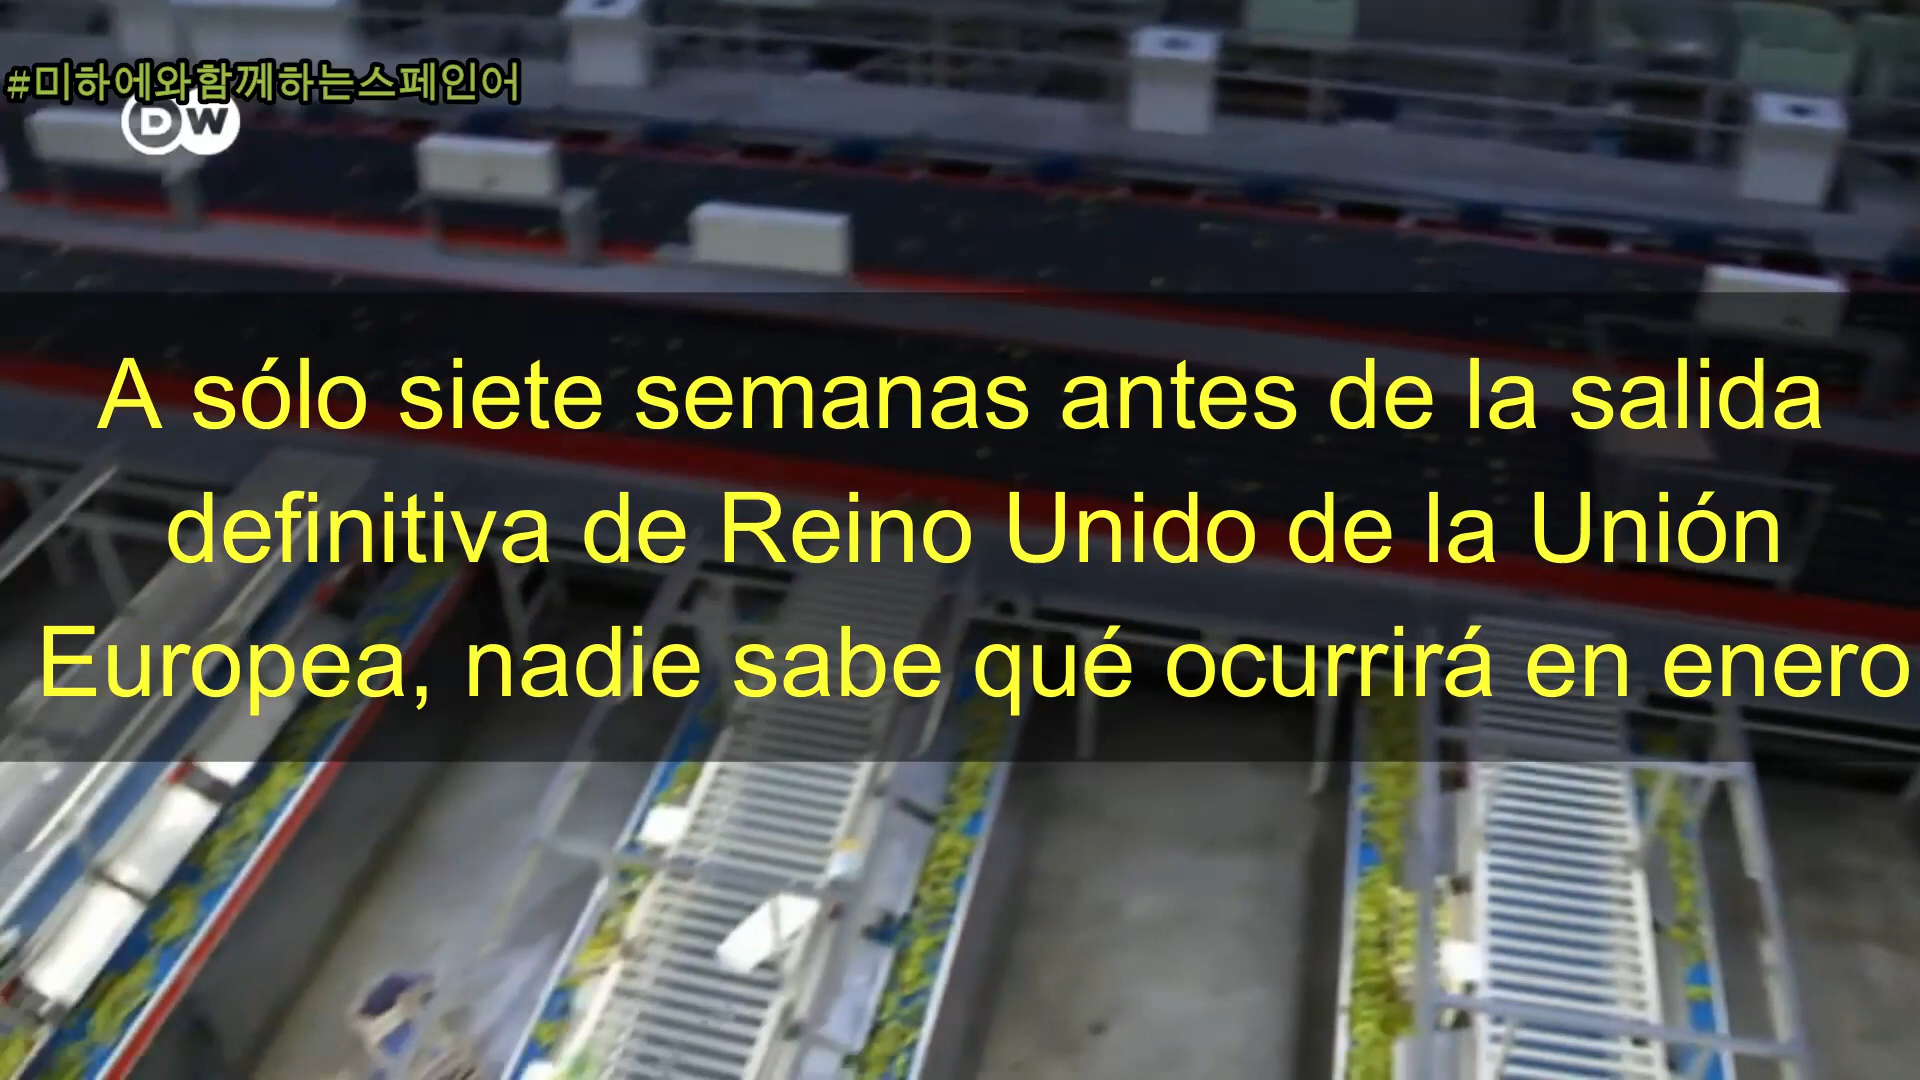 #미하에와함께하는스페인어
DW
A sólo siete semanas antes de la salida
definitiva de Reino Unido de la Unión
Europea, nadie sabe qué ocurrirá en enero